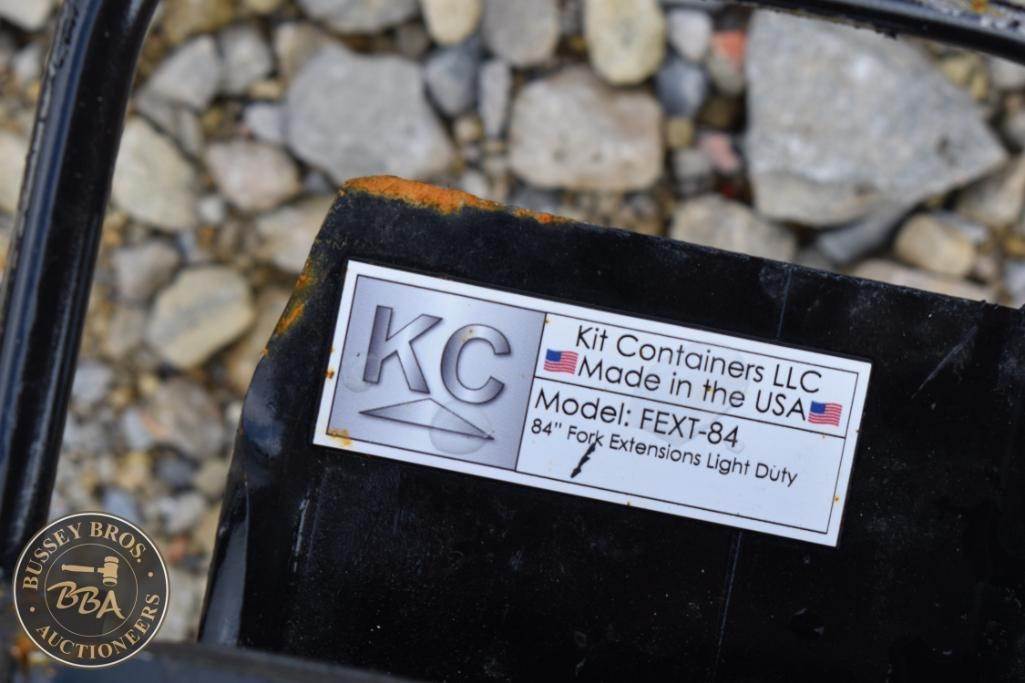 KC
Kit Containers LLC
Made in the USA
Model: FEXT-84
84" Fork Extensions Light Duty
BUSSEY BROS.
BBA
AUCTIONEERS